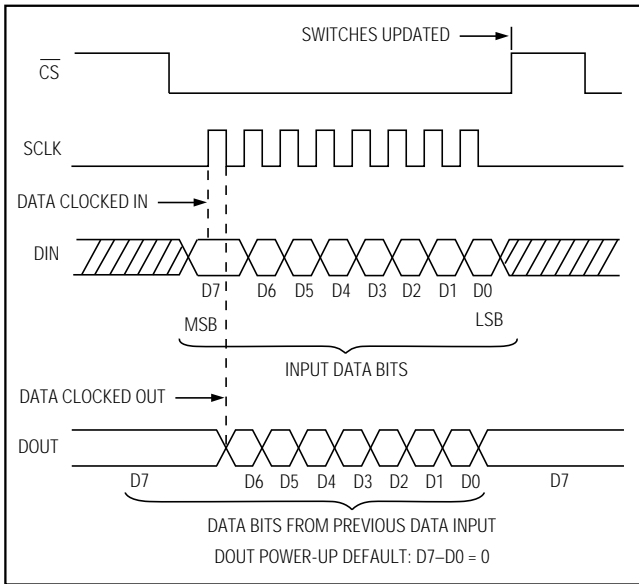 SWITCHES UPDATED
CS
SCLK
DATA CLOCKED IN
DIN
D7 D6 D5 D4 D3 D2 D1 D0
MSB LSB
INPUT DATA BITS
DATA CLOCKED OUT
DOUT
D7 D6 D5 D4 D3 D2 D1 D0 D7
DATA BITS FROM PREVIOUS DATA INPUT
DOUT POWER-UP DEFAULT: D7–D0 = 0